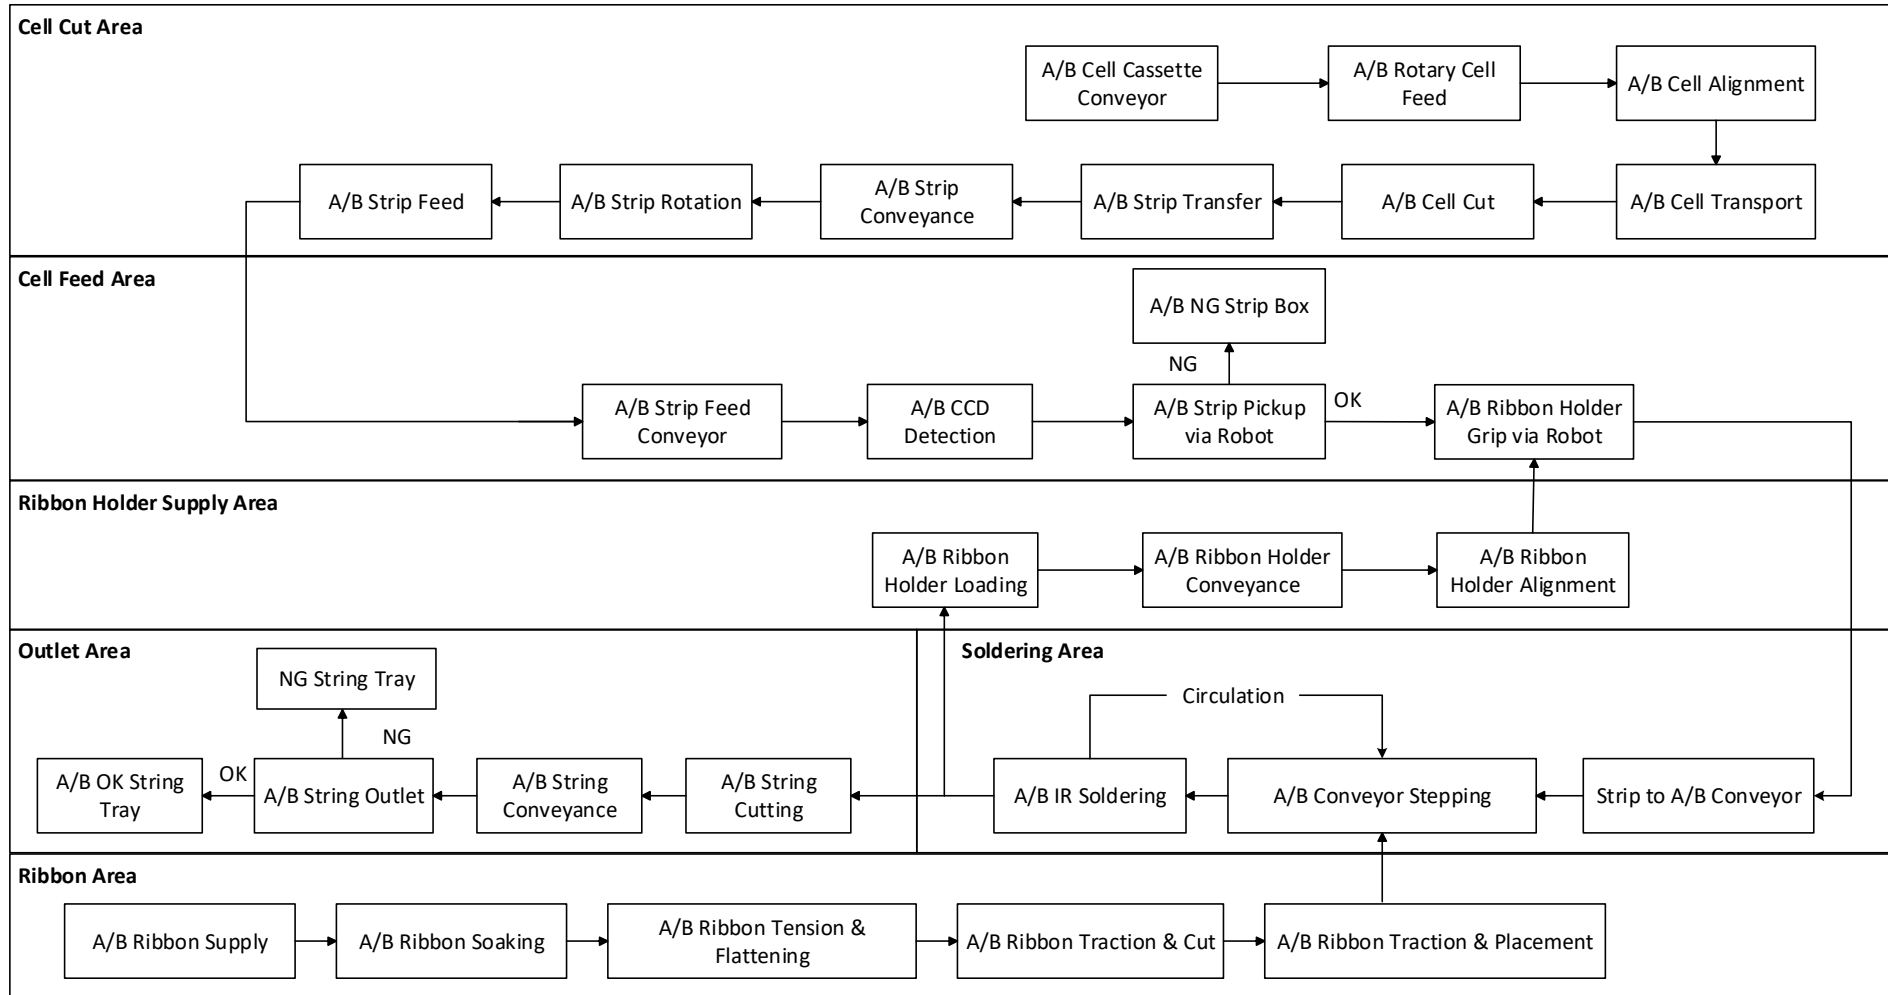 Cell Cut Area
A/B Cell Cassette
Conveyor
A/B Rotary Cell
Feed
A/B Cell Alignment
A/B Strip Feed
A/B Strip Rotation
A/B Strip
Conveyance
A/B Strip Transfer
A/B Cell Cut
A/B Cell Transport
Cell Feed Area
A/B NG Strip Box
NG
A/B Strip Feed
Conveyor
A/B CCD
Detection
A/B Strip Pickup
via Robot
OK
A/B Ribbon Holder
Grip via Robot
Ribbon Holder Supply Area
A/B Ribbon
Holder Loading
A/B Ribbon Holder
Conveyance
A/B Ribbon
Holder Alignment
Outlet Area
NG String Tray
NG
A/B OK String
Tray
OK
A/B String Outlet
A/B String
Conveyance
A/B String
Cutting
Soldering Area
Circulation
A/B IR Soldering
A/B Conveyor Stepping
Strip to A/B Conveyor
Ribbon Area
A/B Ribbon Supply
A/B Ribbon Soaking
A/B Ribbon Tension &
Flattening
A/B Ribbon Traction & Cut
A/B Ribbon Traction & Placement